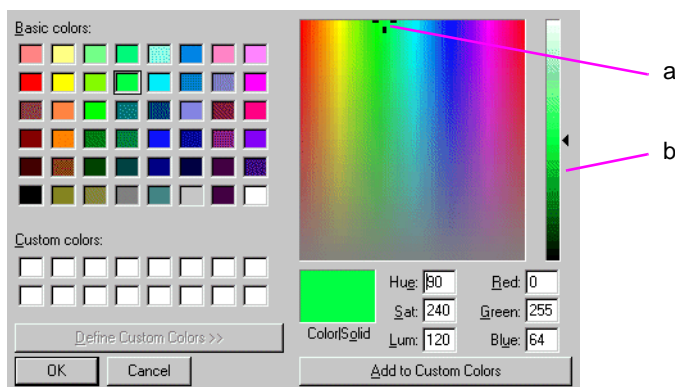 Basic colors:
a
b
Custom colors:
Hue: 90 Red: 0
Sat: 240 Green: 255
Color|Solid Lum: 120 Blue: 64
Define Custom Colors >>
OK Cancel Add to Custom Colors